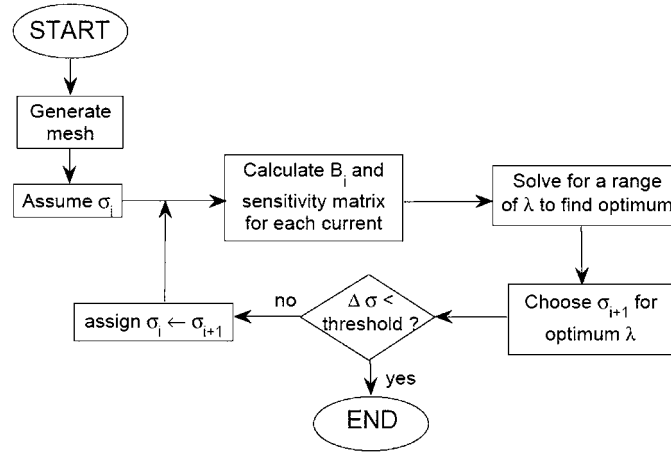 START
Generate
mesh
Assume σi
Calculate Bi and
sensitivity matrix
for each current
Solve for a range
of λ to find optimum
Choose σi+1 for
optimum λ
Δ σ <
threshold ?
no
assign σi ← σi+1
yes
END